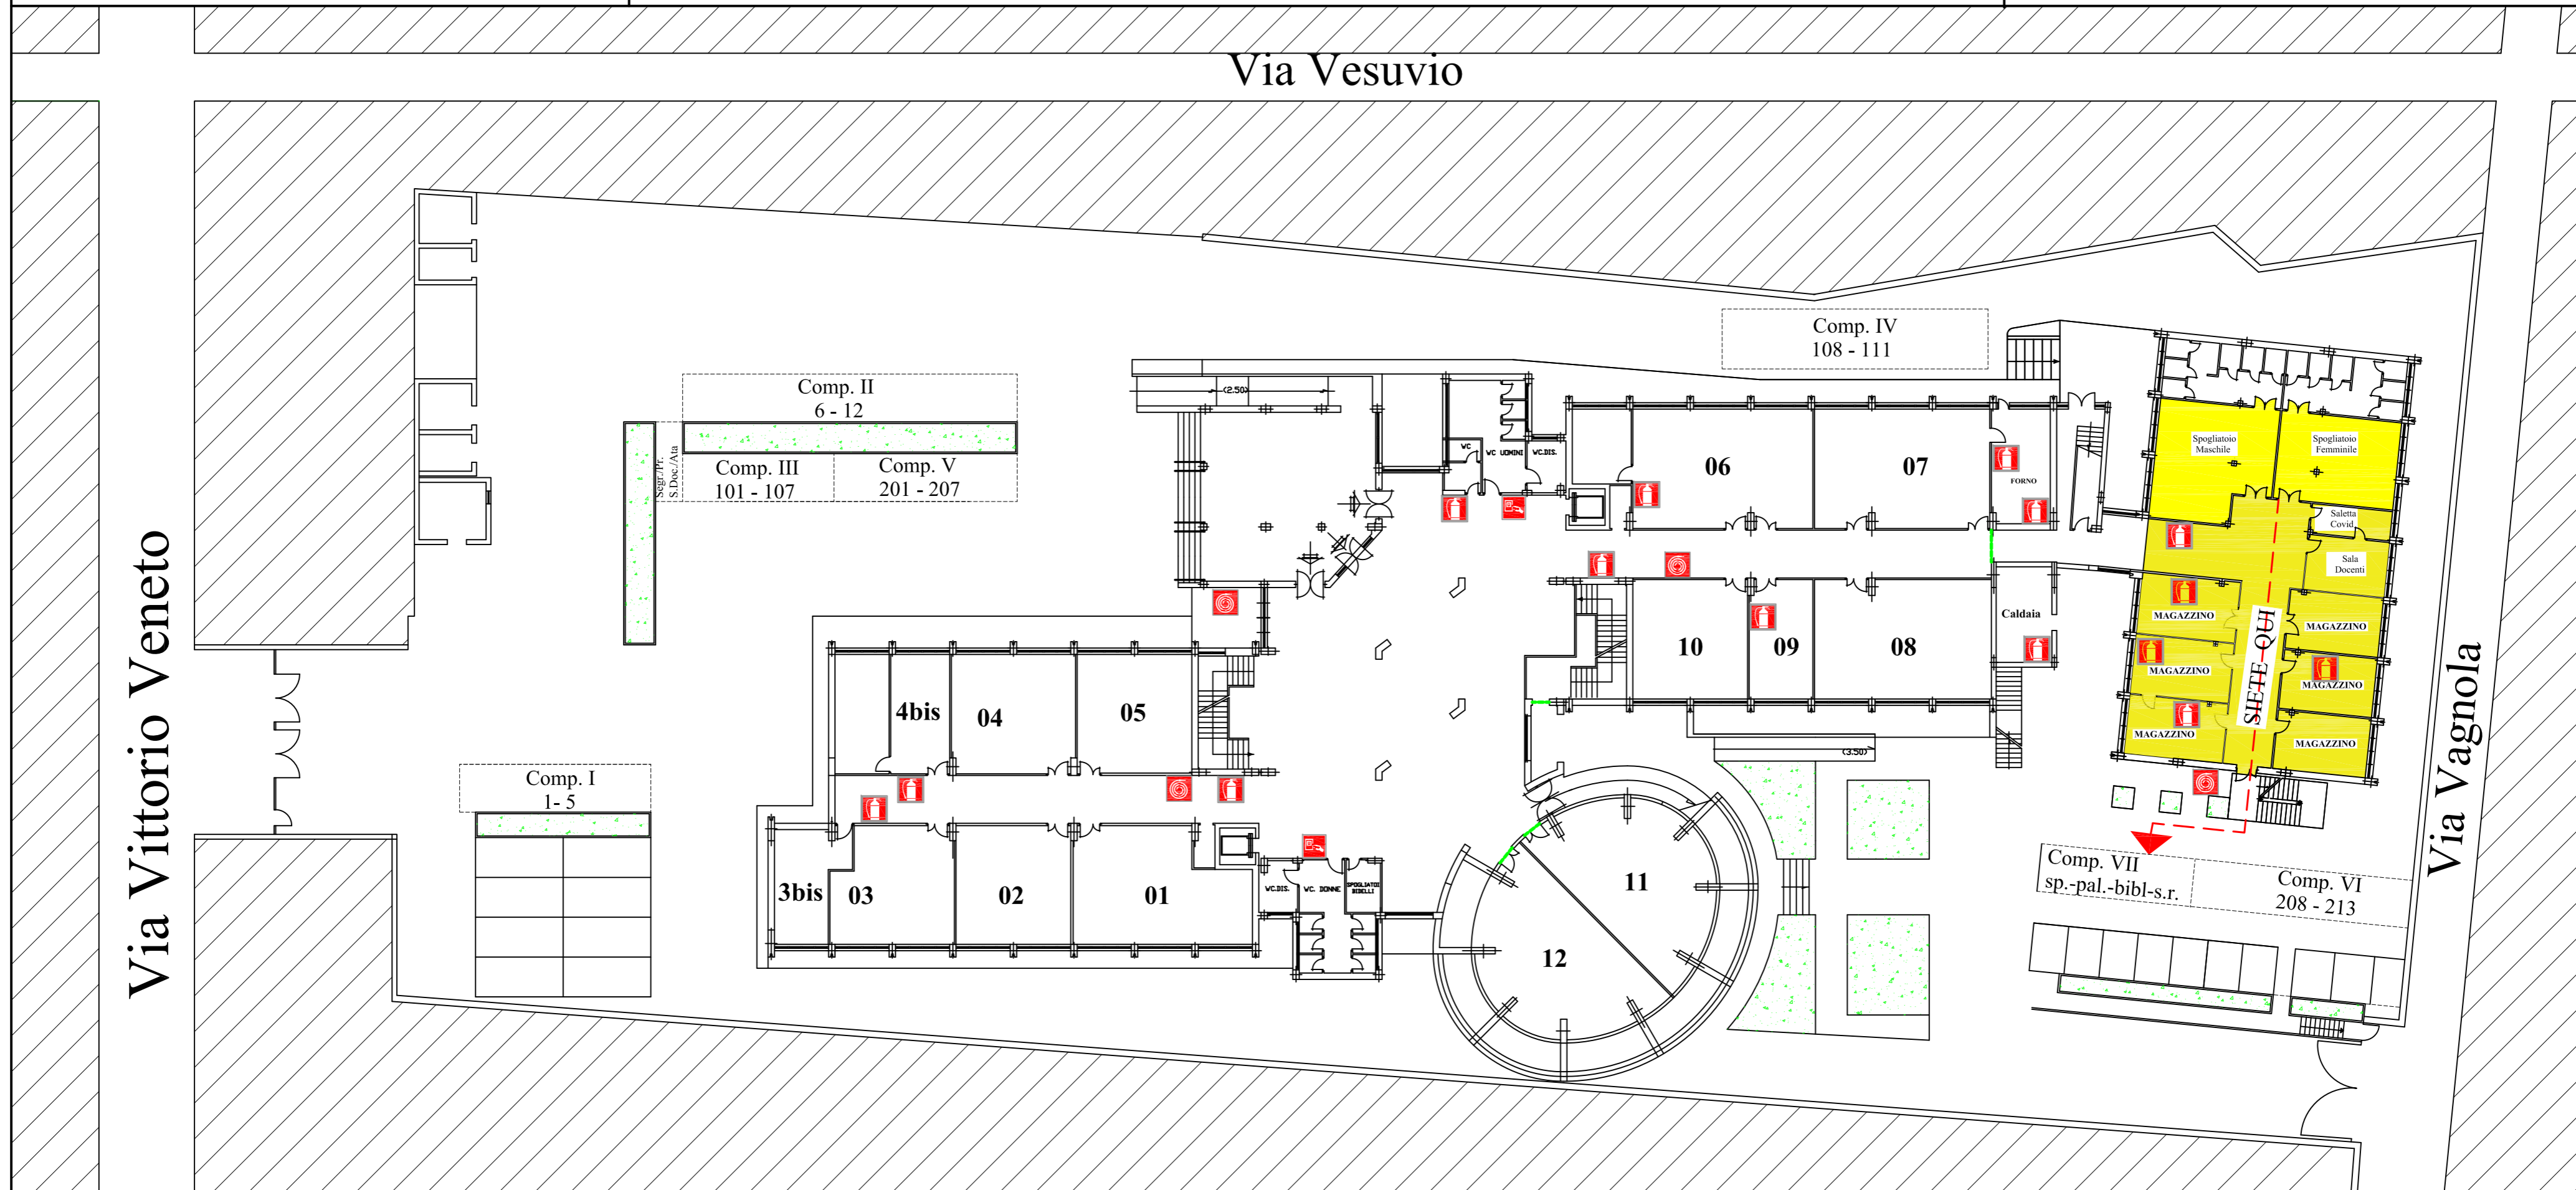 Via Vesuvio
Via Vittorio Veneto
Comp. IV
108 - 111
Comp. II
6 - 12
Segr./Pr.
S.Doc./Ata
Comp. III
101 - 107
Comp. V
201 - 207
(2.50)
WC
WC UOMINI
WC.DIS.
06
07
FORNO
Spogliatoio
Maschile
Spogliatoio
Femminile
Saletta
Covid
Sala
Docenti
10
09
08
Caldaia
MAGAZZINO
MAGAZZINO
MAGAZZINO
MAGAZZINO
MAGAZZINO
MAGAZZINO
SIETE QUI
Via Vagnola
4bis
04
05
(3.50)
Comp. I
1- 5
3bis
03
02
01
WC.DIS.
WC. DONNE
SPOGLIATOI
BIDELLI
11
12
Comp. VII
sp.-pal.-bibl-s.r.
Comp. VI
208 - 213